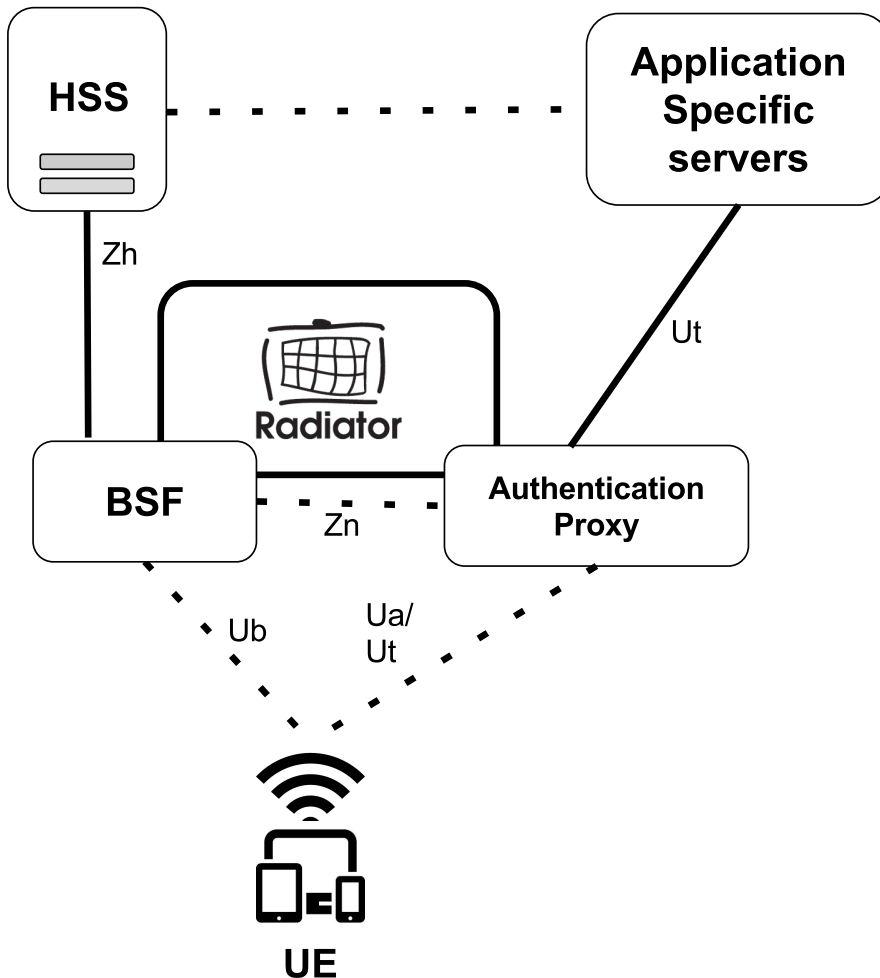 HSS
Application
Specific
servers
Zh
Ut
Radiator
BSF
Authentication
Proxy
Zn
Ub
Ua/
Ut
UE